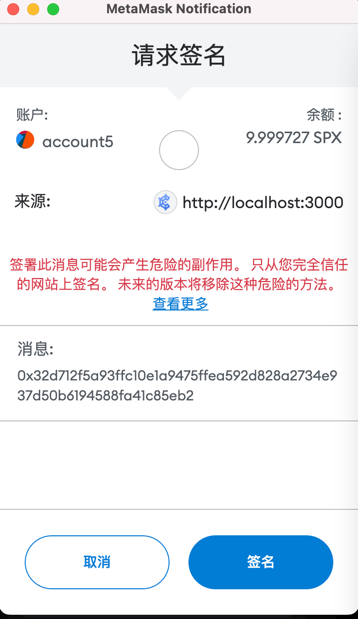 MetaMask Notification
请求签名
账户:
余额:
account5
9.999727 SPX
来源:
http://localhost:3000
签署此消息可能会产生危险的副作用。 只从您完全信任
的网站上签名。 未来的版本将移除这种危险的方法。
查看更多
消息:
0x32d712f5a93ffc10e1a9475ffea592d828a2734e9
37d50b6194588fa41c85eb2
取消
签名